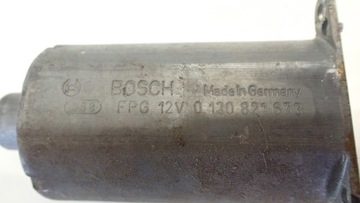 BOSCH Made in Germany
FPG 12V 0 130 821 673